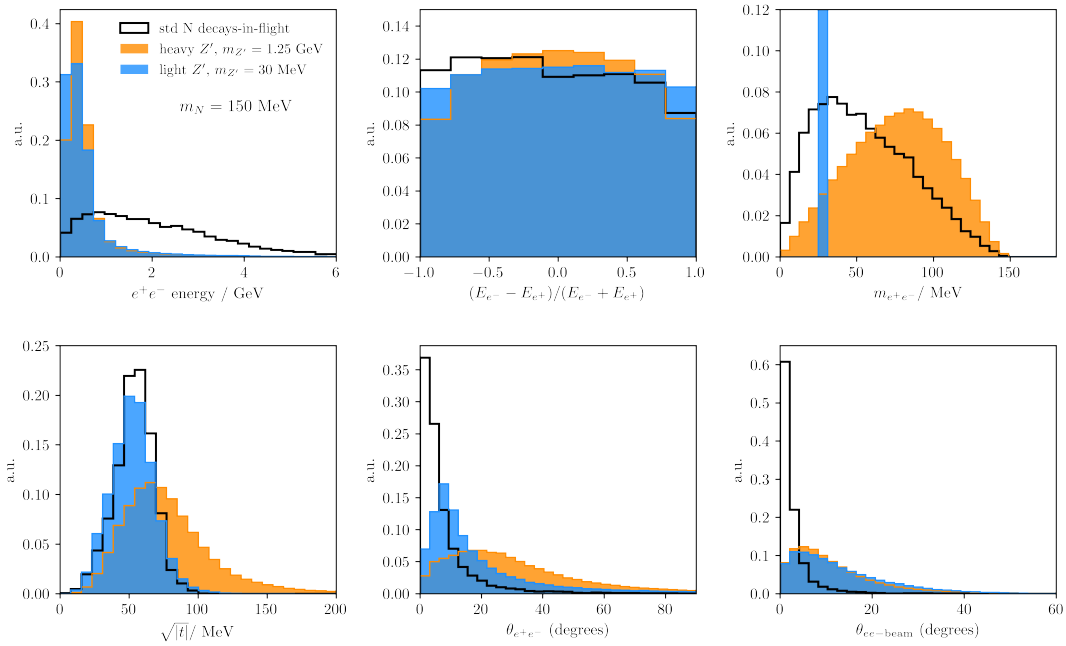 0.4
0.3
0.2
0.1
0.0
a.u.
0 2 4 6
e⁺e⁻ energy / GeV
std N decays-in-flight
heavy Z′, m_{Z′} = 1.25 GeV
light Z′, m_{Z′} = 30 MeV
m_N = 150 MeV
0.14
0.12
0.10
0.08
0.06
0.04
0.02
0.00
a.u.
−1.0 −0.5 0.0 0.5 1.0
(E_{e⁻} − E_{e⁺})/(E_{e⁻} + E_{e⁺})
0.12
0.10
0.08
0.06
0.04
0.02
0.00
a.u.
0 50 100 150
m_{e⁺e⁻}/ MeV
0.25
0.20
0.15
0.10
0.05
0.00
a.u.
0 50 100 150 200
√|t|/ MeV
0.35
0.30
0.25
0.20
0.15
0.10
0.05
0.00
a.u.
0 20 40 60 80
θ_{e⁺e⁻} (degrees)
0.6
0.5
0.4
0.3
0.2
0.1
0.0
a.u.
0 20 40 60
θ_{ee−beam} (degrees)